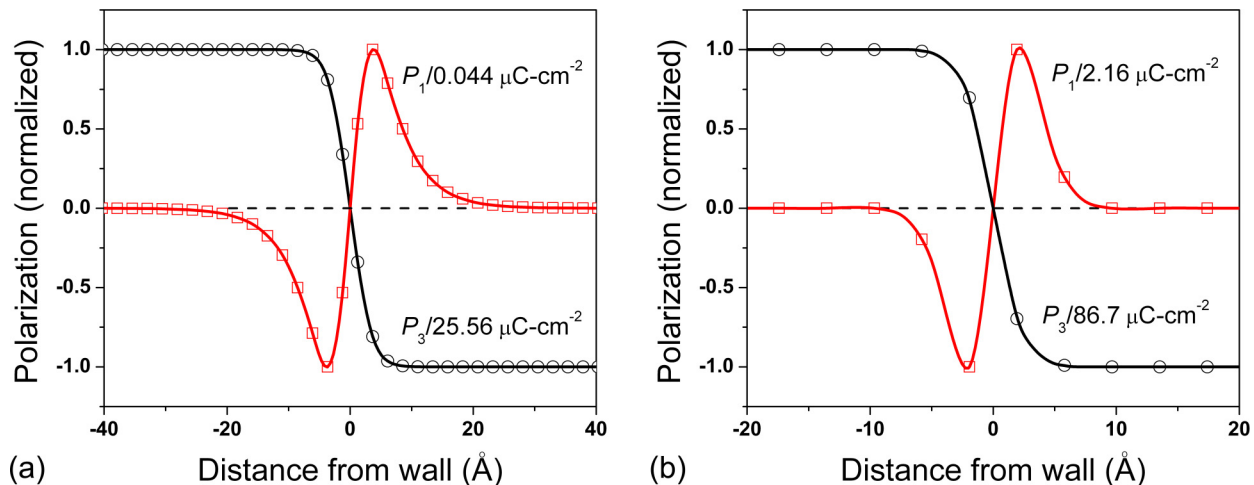 Polarization (normalized)
1.0
0.5
0.0
-0.5
-1.0
P₁/0.044 μC-cm⁻²
P₃/25.56 μC-cm⁻²
-40 -20 0 20 40
(a) Distance from wall (Å)
Polarization (normalized)
1.0
0.5
0.0
-0.5
-1.0
P₁/2.16 μC-cm⁻²
P₃/86.7 μC-cm⁻²
-20 -10 0 10 20
(b) Distance from wall (Å)